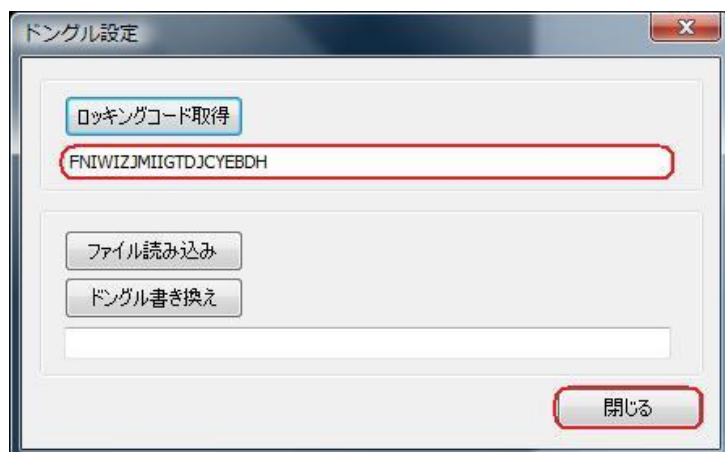 ドングル設定
ロッキングコード取得
FNIWIZJMIIGTDJCYEBDH
ファイル読み込み
ドングル書き換え
閉じる